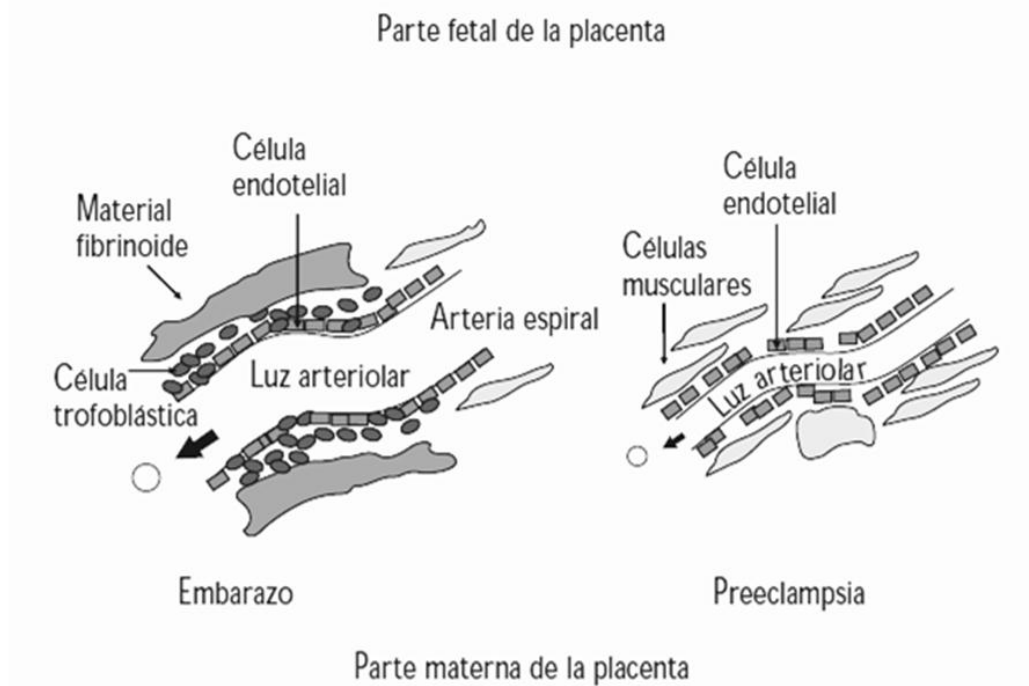 Parte fetal de la placenta
Célula
endotelial
Material
fibrinoide
Célula
trofoblástica
Luz arteriolar
Arteria espiral
Célula
endotelial
Células
musculares
Luz arteriolar
Embarazo
Preeclampsia
Parte materna de la placenta